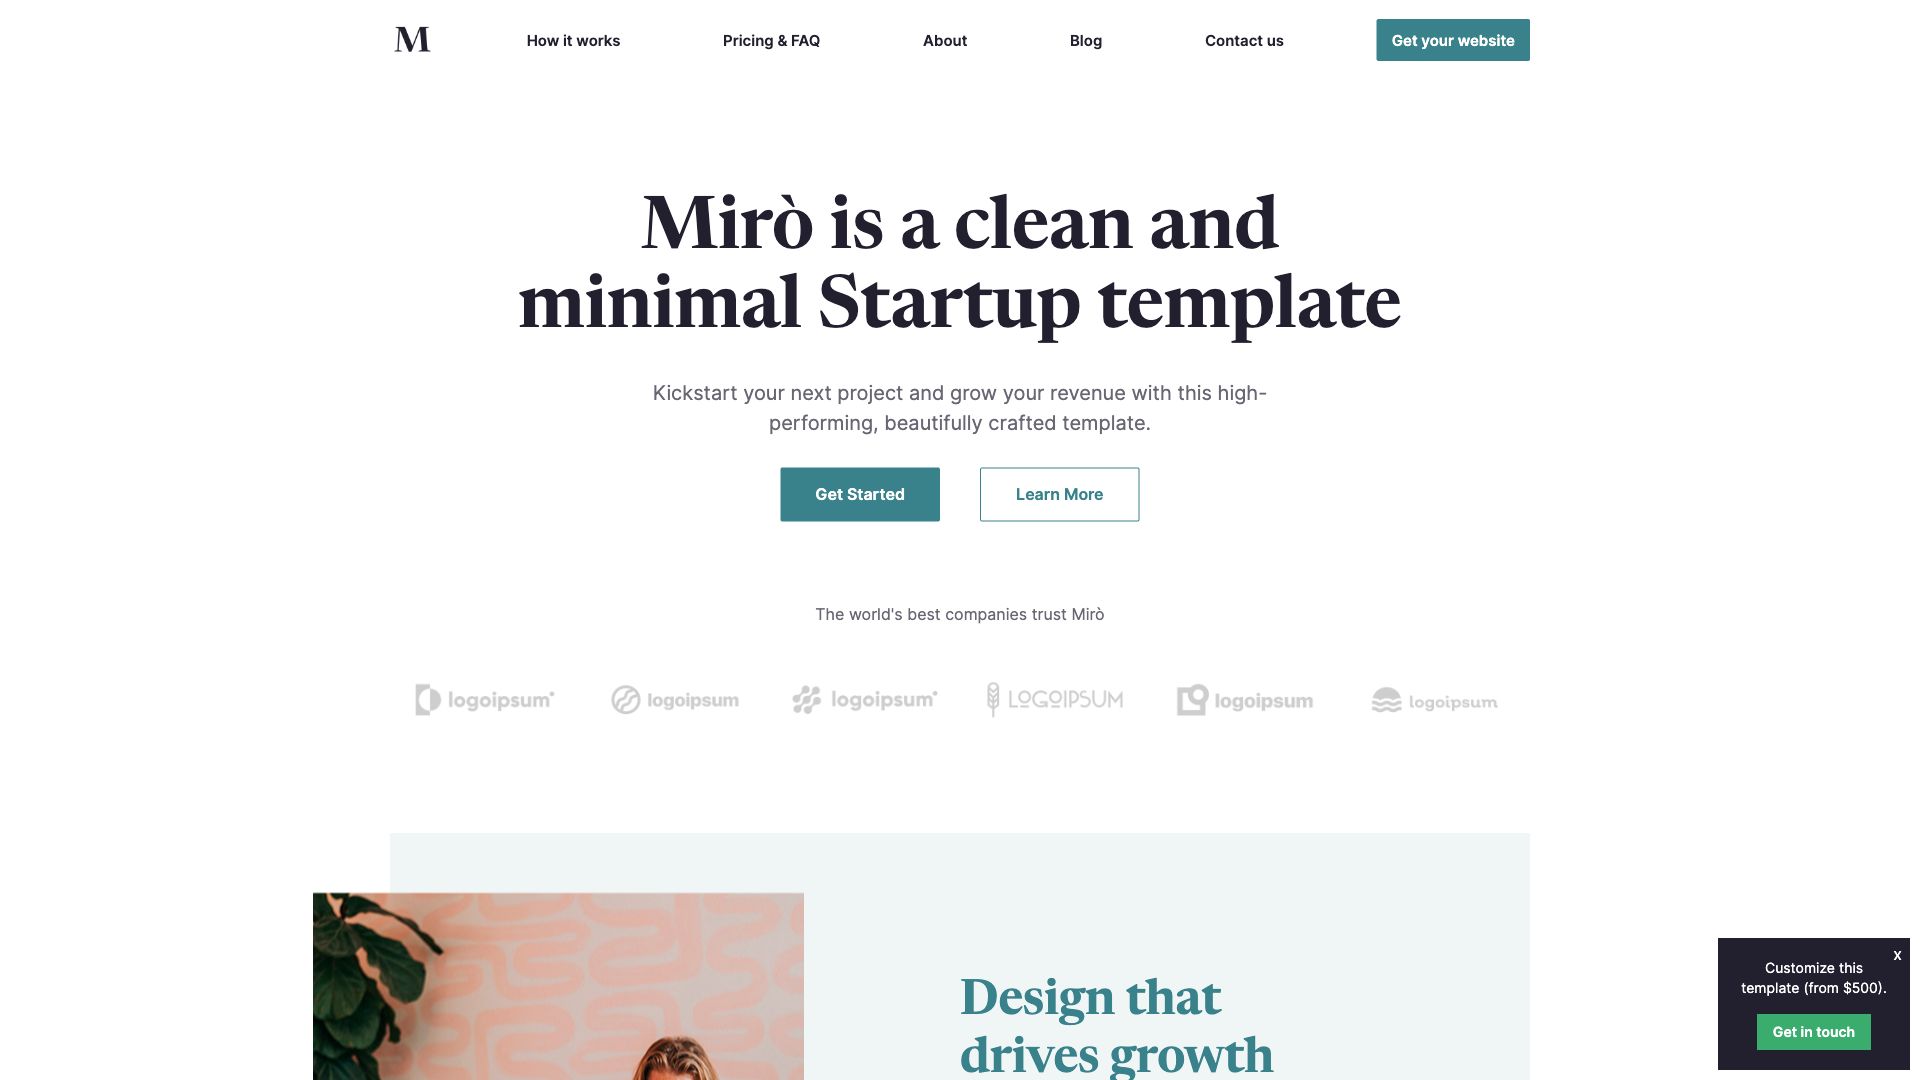 M
How it works
Pricing & FAQ
About
Blog
Contact us
Get your website
Mirò is a clean and
minimal Startup template
Kickstart your next project and grow your revenue with this high-
performing, beautifully crafted template.
Get Started
Learn More
The world's best companies trust Mirò
logoipsum
logoipsum
logoipsum
LOGOIPSUM
logoipsum
logoipsum
Design that
drives growth
X
Customize this
template (from $500).
Get in touch